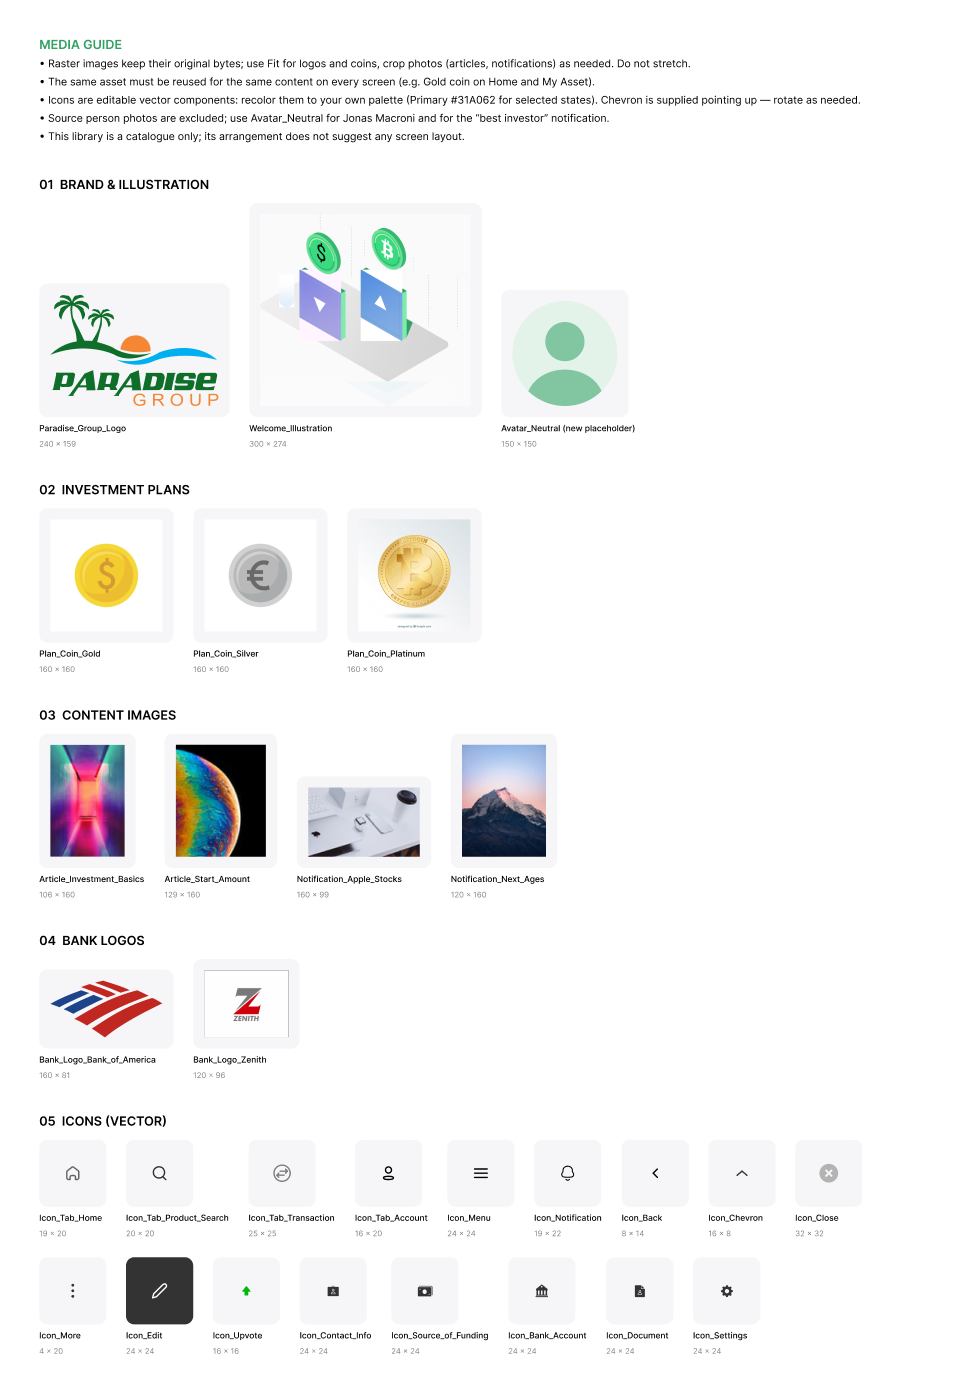 MEDIA GUIDE
• Raster images keep their original bytes; use Fit for logos and coins, crop photos (articles, notifications) as needed. Do not stretch.
• The same asset must be reused for the same content on every screen (e.g. Gold coin on Home and My Asset).
• Icons are editable vector components: recolor them to your own palette (Primary #31A062 for selected states). Chevron is supplied pointing up — rotate as needed.
• Source person photos are excluded; use Avatar_Neutral for Jonas Macroni and for the “best investor” notification.
• This library is a catalogue only; its arrangement does not suggest any screen layout.
01 BRAND & ILLUSTRATION
PARADISE
GROUP
Paradise_Group_Logo
240 × 159
Welcome_Illustration
300 × 274
Avatar_Neutral (new placeholder)
150 × 150
02 INVESTMENT PLANS
Plan_Coin_Gold
160 × 160
Plan_Coin_Silver
160 × 160
Plan_Coin_Platinum
160 × 160
03 CONTENT IMAGES
Article_Investment_Basics
106 × 160
Article_Start_Amount
129 × 160
Notification_Apple_Stocks
160 × 99
Notification_Next_Ages
120 × 160
04 BANK LOGOS
Bank_Logo_Bank_of_America
160 × 81
ZENITH
Bank_Logo_Zenith
120 × 96
05 ICONS (VECTOR)
Icon_Tab_Home
19 × 20
Icon_Tab_Product_Search
20 × 20
Icon_Tab_Transaction
25 × 25
Icon_Tab_Account
16 × 20
Icon_Menu
24 × 24
Icon_Notification
19 × 22
Icon_Back
8 × 14
Icon_Chevron
16 × 8
Icon_Close
32 × 32
Icon_More
4 × 20
Icon_Edit
24 × 24
Icon_Upvote
16 × 16
Icon_Contact_Info
24 × 24
Icon_Source_of_Funding
24 × 24
Icon_Bank_Account
24 × 24
Icon_Document
24 × 24
Icon_Settings
24 × 24